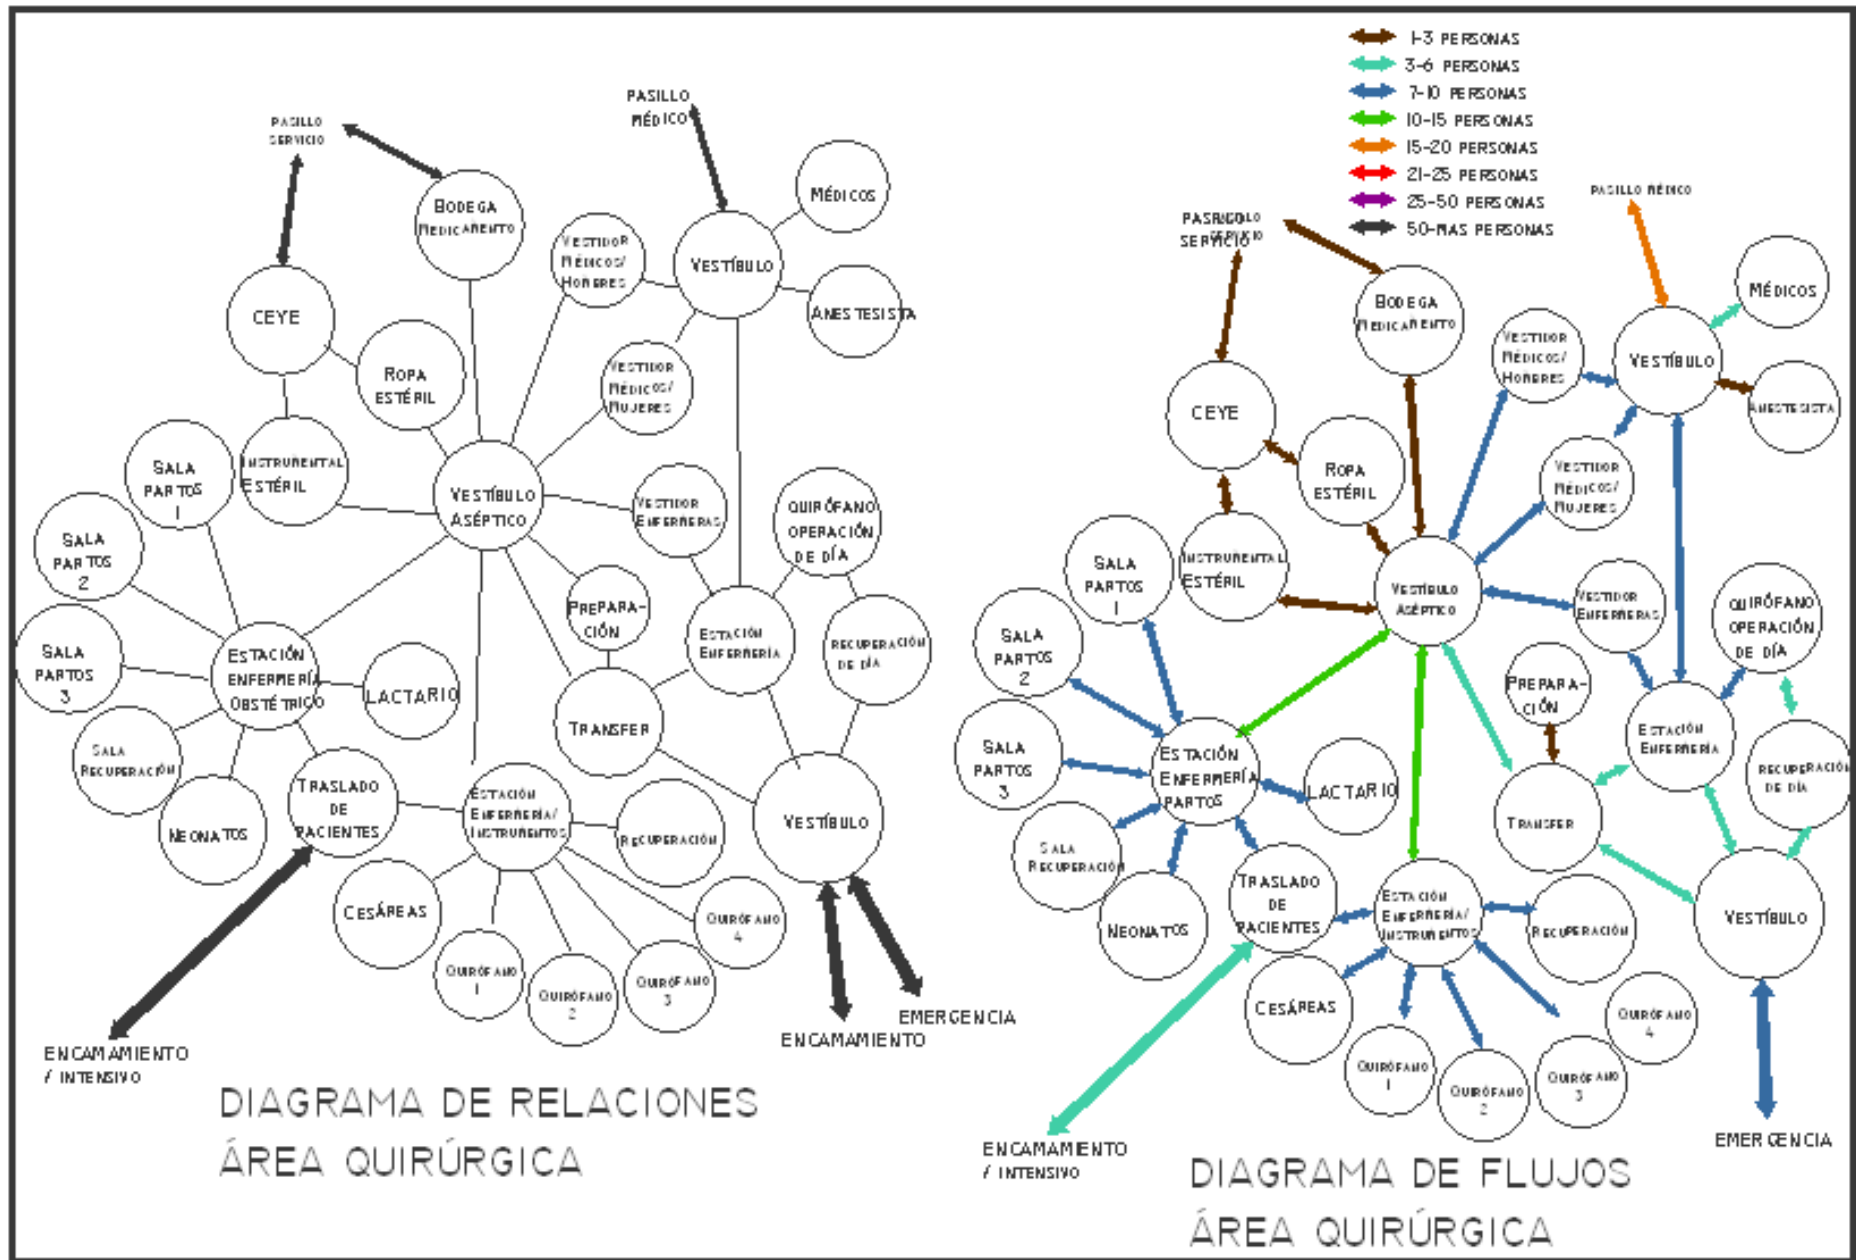 PASILLO
SERVICIO
PASILLO
MÉDICO
MÉDICOS
BODEGA
MEDICAMENTO
VESTIDOR
MÉDICOS/
HOMBRES
VESTÍBULO
CEYE
ANESTESISTA
ROPA
ESTÉRIL
VESTIDOR
MÉDICOS/
MUJERES
SALA
PARTOS
1
INSTRUMENTAL
ESTÉRIL
VESTÍBULO
ASÉPTICO
VESTIDOR
ENFERMERAS
QUIRÓFANO
OPERACIÓN
DE DÍA
SALA
PARTOS
2
PREPARA-
CIÓN
ESTACIÓN
ENFERMERÍA
RECUPERACIÓN
DE DÍA
SALA
PARTOS
3
ESTACIÓN
ENFERMERÍA
OBSTÉTRICO
LACTARIO
TRANSFER
SALA
RECUPERACIÓN
TRASLADO
DE
PACIENTES
ESTACIÓN
ENFERMERÍA/
INSTRUMENTOS
RECUPERACIÓN
VESTÍBULO
NEONATOS
CESÁREAS
QUIRÓFANO
1
QUIRÓFANO
2
QUIRÓFANO
3
QUIRÓFANO
4
ENCAMAMIENTO
EMERGENCIA
ENCAMAMIENTO
/ INTENSIVO
DIAGRAMA DE RELACIONES
ÁREA QUIRÚRGICA
1-3 PERSONAS
3-6 PERSONAS
7-10 PERSONAS
10-15 PERSONAS
15-20 PERSONAS
21-25 PERSONAS
25-50 PERSONAS
50-MAS PERSONAS
PASILLO MÉDICO
SERVICIO
MÉDICOS
BODEGA
MEDICAMENTO
VESTIDOR
MÉDICOS/
HOMBRES
VESTÍBULO
CEYE
ANESTESISTA
ROPA
ESTÉRIL
VESTIDOR
MÉDICOS/
MUJERES
SALA
PARTOS
1
INSTRUMENTAL
ESTÉRIL
VESTÍBULO
ASÉPTICO
VESTIDOR
ENFERMERAS
QUIRÓFANO
OPERACIÓN
DE DÍA
SALA
PARTOS
2
PREPARA-
CIÓN
ESTACIÓN
ENFERMERÍA
RECUPERACIÓN
DE DÍA
SALA
PARTOS
3
ESTACIÓN
ENFERMERÍA
PARTOS
LACTARIO
TRANSFER
SALA
RECUPERACIÓN
TRASLADO
DE
PACIENTES
ESTACIÓN
ENFERMERÍA/
INSTRUMENTOS
RECUPERACIÓN
VESTÍBULO
NEONATOS
CESÁREAS
QUIRÓFANO
1
QUIRÓFANO
2
QUIRÓFANO
3
QUIRÓFANO
4
EMERGENCIA
ENCAMAMIENTO
/ INTENSIVO
DIAGRAMA DE FLUJOS
ÁREA QUIRÚRGICA